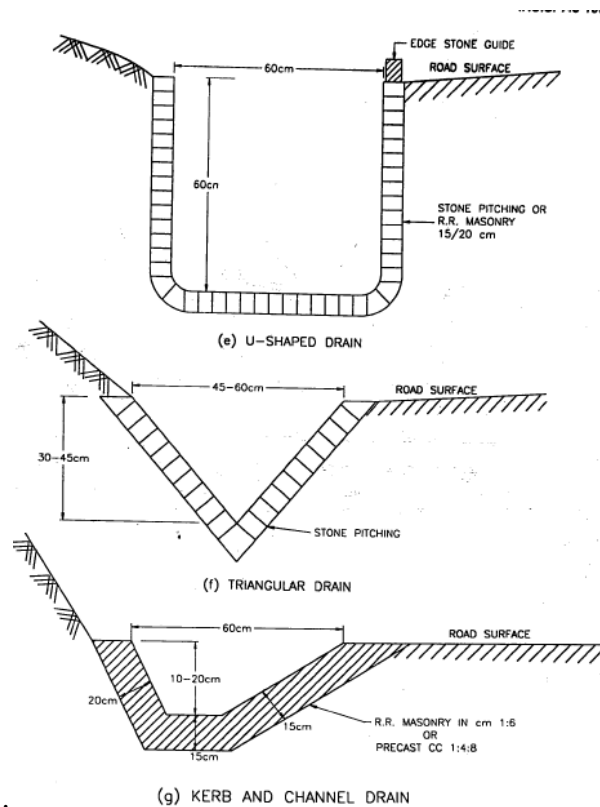 EDGE STONE GUIDE
60cm
ROAD SURFACE
60cm
STONE PITCHING OR
R.R. MASONRY
15/20 cm
(e) U-SHAPED DRAIN
45-60cm
ROAD SURFACE
30-45cm
STONE PITCHING
(f) TRIANGULAR DRAIN
60cm
ROAD SURFACE
10-20cm
20cm
15cm
R.R. MASONRY IN cm 1:6
OR
PRECAST CC 1:4:8
15cm
(g) KERB AND CHANNEL DRAIN